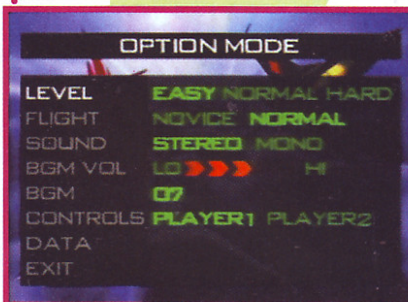 OPTION MODE
LEVEL EASY NORMAL HARD
FLIGHT NOVICE NORMAL
SOUND STEREO MONO
BGM VOL LO HI
BGM 07
CONTROLS PLAYER1 PLAYER2
DATA
EXIT